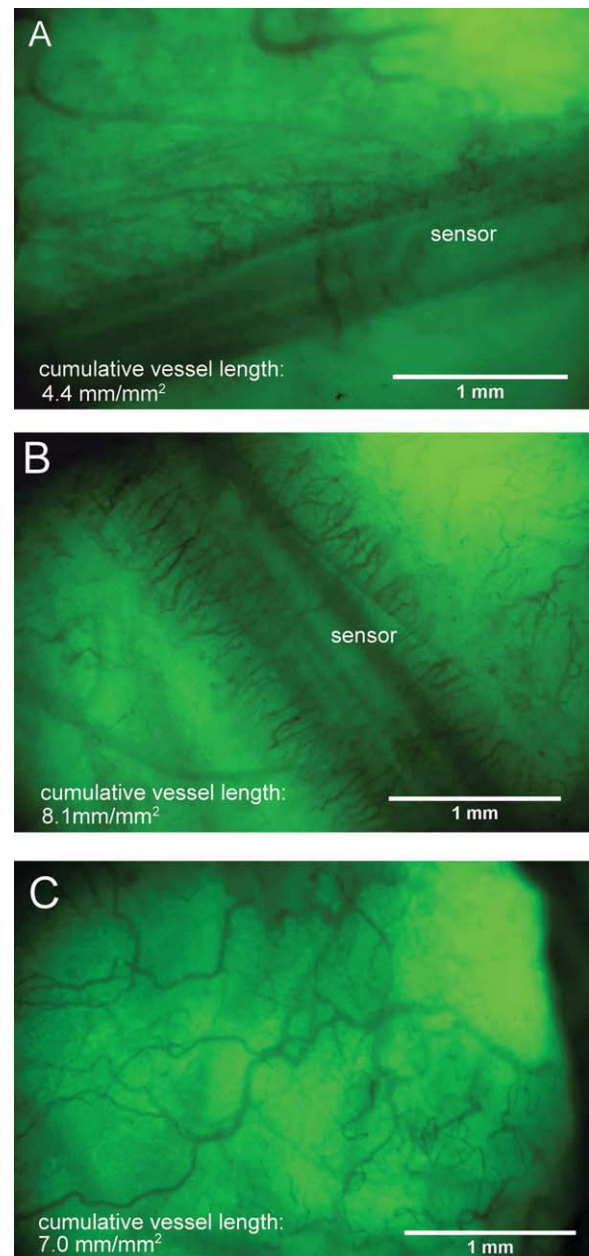 A
sensor
cumulative vessel length:
4.4 mm/mm²
1 mm
B
sensor
cumulative vessel length:
8.1mm/mm²
1 mm
C
cumulative vessel length:
7.0 mm/mm²
1 mm